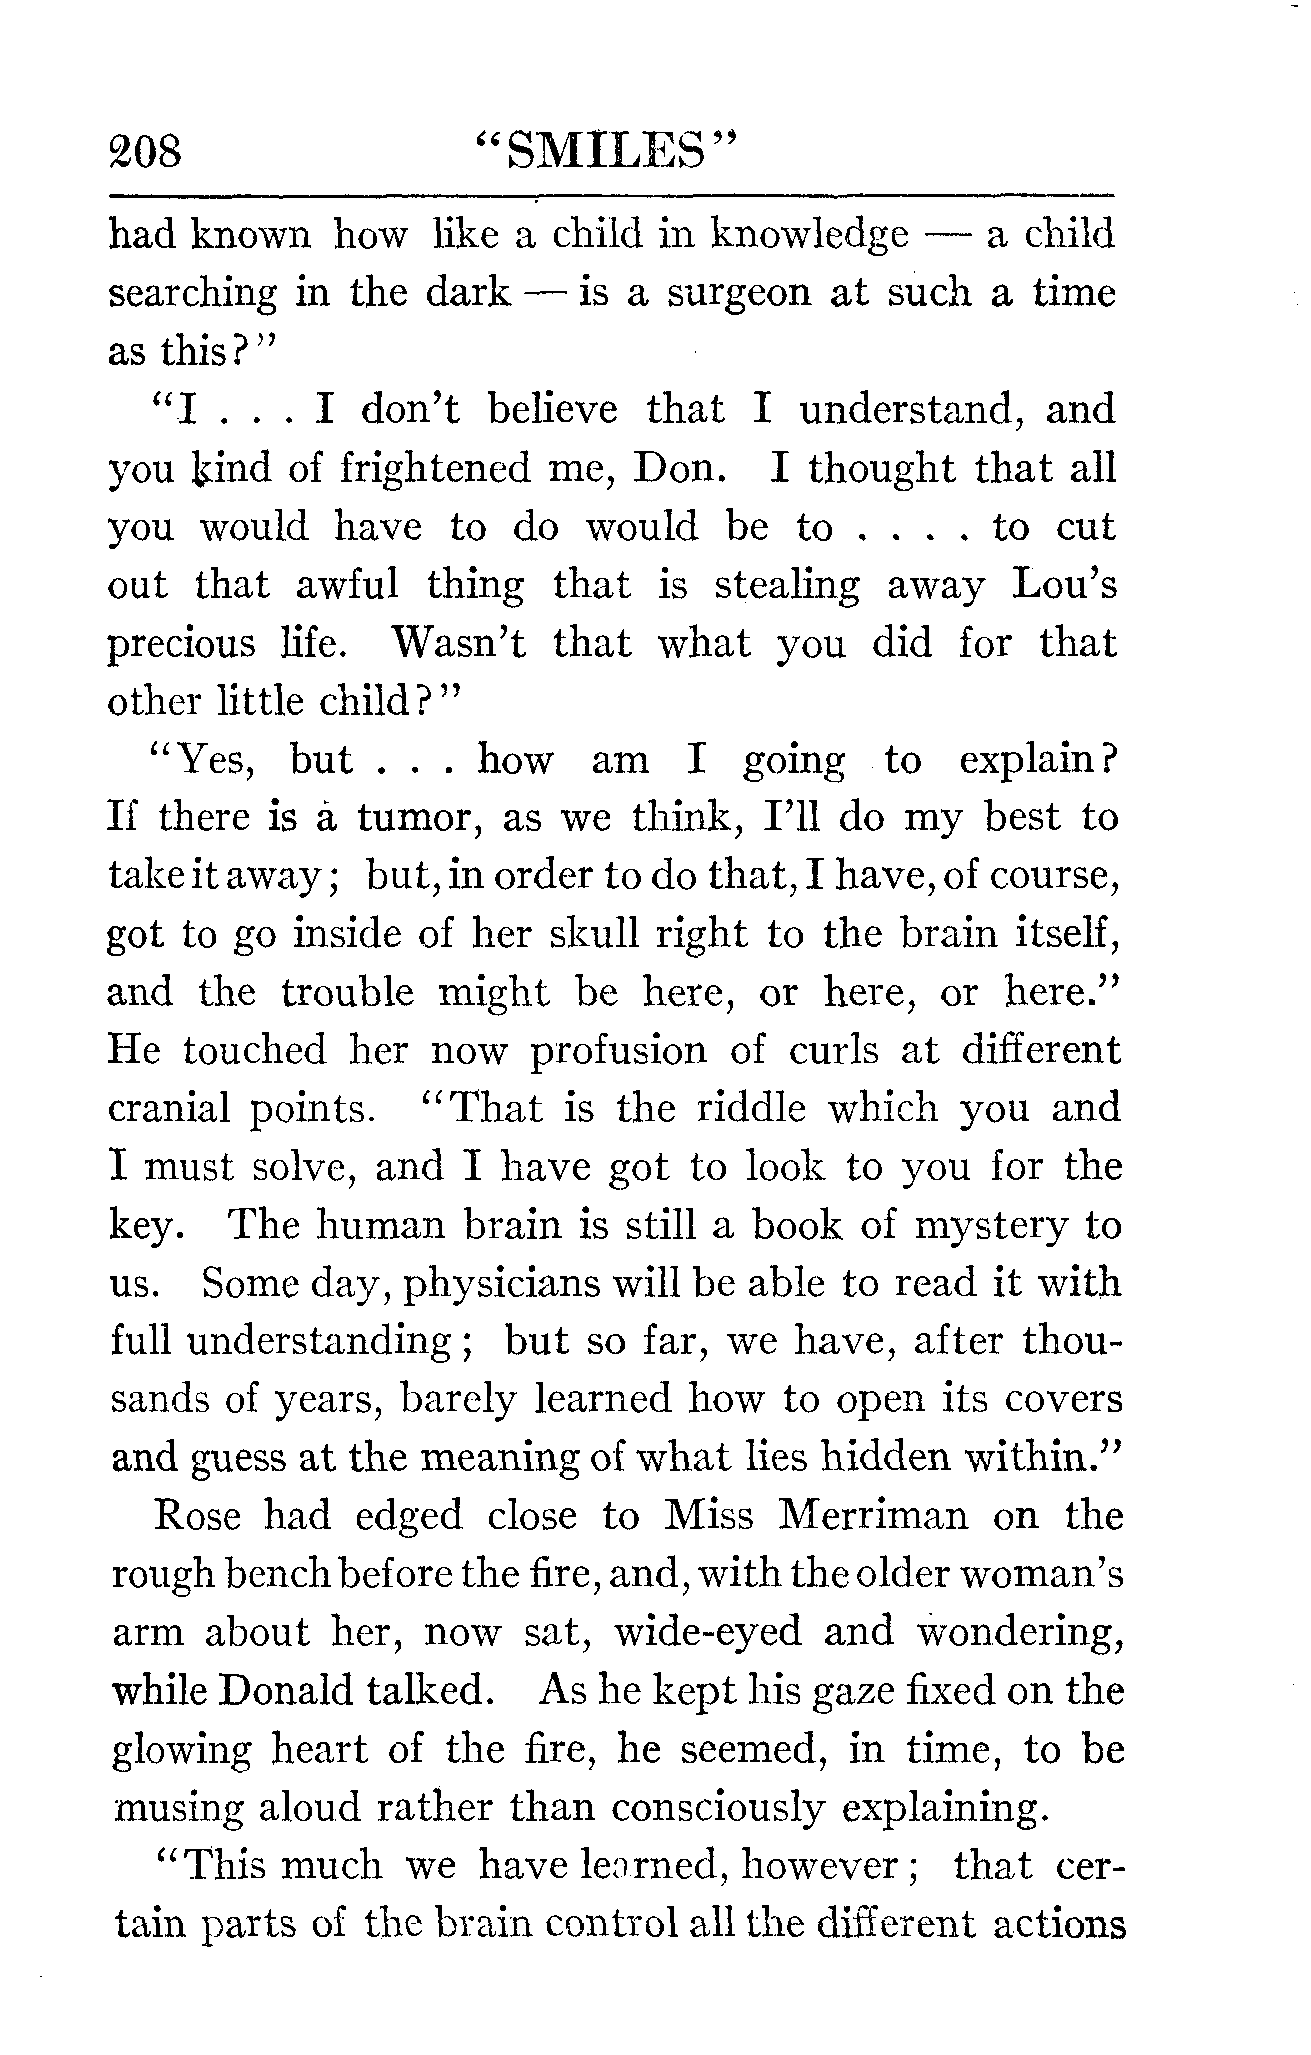 208 "SMILES"
had known how like a child in knowledge — a child
searching in the dark — is a surgeon at such a time
as this?"
"I . . . I don't believe that I understand, and
you kind of frightened me, Don. I thought that all
you would have to do would be to . . . . to cut
out that awful thing that is stealing away Lou's
precious life. Wasn't that what you did for that
other little child?"
"Yes, but . . . how am I going to explain?
If there is a tumor, as we think, I'll do my best to
take it away; but, in order to do that, I have, of course,
got to go inside of her skull right to the brain itself,
and the trouble might be here, or here, or here."
He touched her now profusion of curls at different
cranial points. "That is the riddle which you and
I must solve, and I have got to look to you for the
key. The human brain is still a book of mystery to
us. Some day, physicians will be able to read it with
full understanding; but so far, we have, after thou-
sands of years, barely learned how to open its covers
and guess at the meaning of what lies hidden within."
Rose had edged close to Miss Merriman on the
rough bench before the fire, and, with the older woman's
arm about her, now sat, wide-eyed and wondering,
while Donald talked. As he kept his gaze fixed on the
glowing heart of the fire, he seemed, in time, to be
musing aloud rather than consciously explaining.
"This much we have learned, however; that cer-
tain parts of the brain control all the different actions